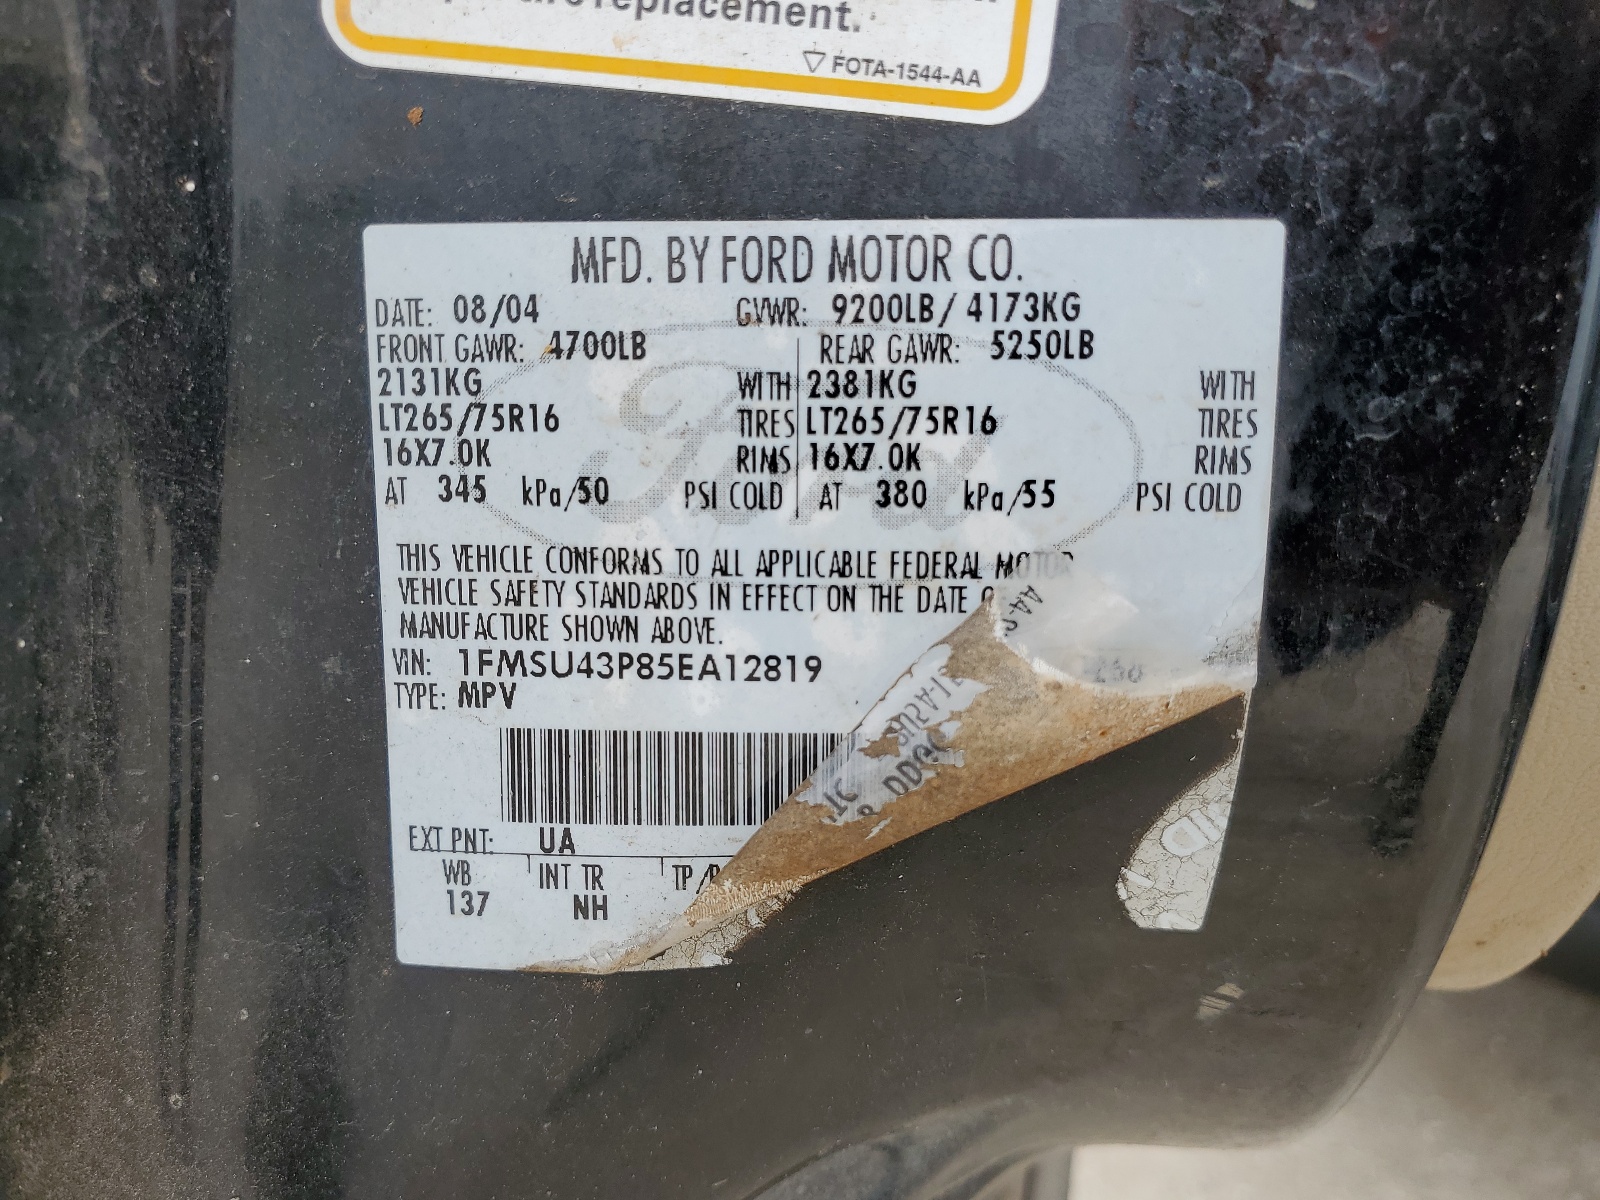 replacement.
FOTA-1544-AA
MFD. BY FORD MOTOR CO.
DATE: 08/04 GVWR: 9200LB/ 4173KG
FRONT GAWR: 4700LB REAR GAWR: 5250LB
2131KG WITH 2381KG WITH
LT265/75R16 TIRES LT265/75R16 TIRES
16X7.0K RIMS 16X7.0K RIMS
AT 345 kPa/50 PSI COLD AT 380 kPa/55 PSI COLD
Ford
THIS VEHICLE CONFORMS TO ALL APPLICABLE FEDERAL MOTOR
VEHICLE SAFETY STANDARDS IN EFFECT ON THE DATE
MANUFACTURE SHOWN ABOVE.
VIN: 1FMSU43P85EA12819
TYPE: MPV
EXT PNT: UA
WB INT TR TP/
137 NH